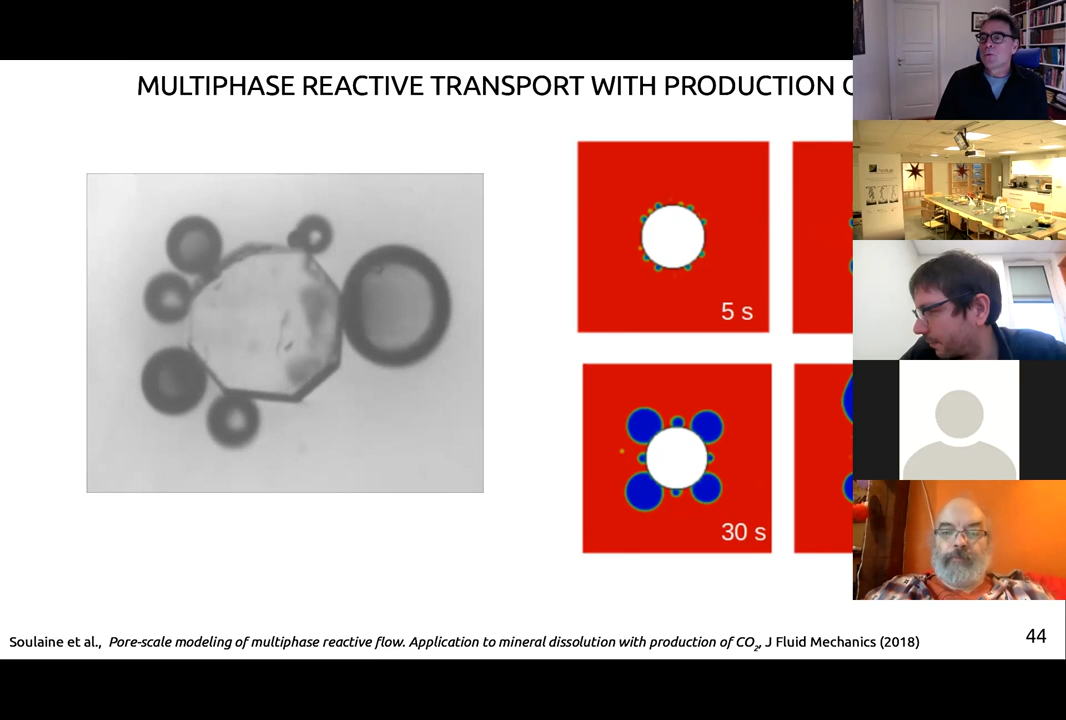 MULTIPHASE REACTIVE TRANSPORT WITH PRODUCTION
5 s
30 s
Soulaine et al., Pore-scale modeling of multiphase reactive flow. Application to mineral dissolution with production of CO₂, J Fluid Mechanics (2018)
44